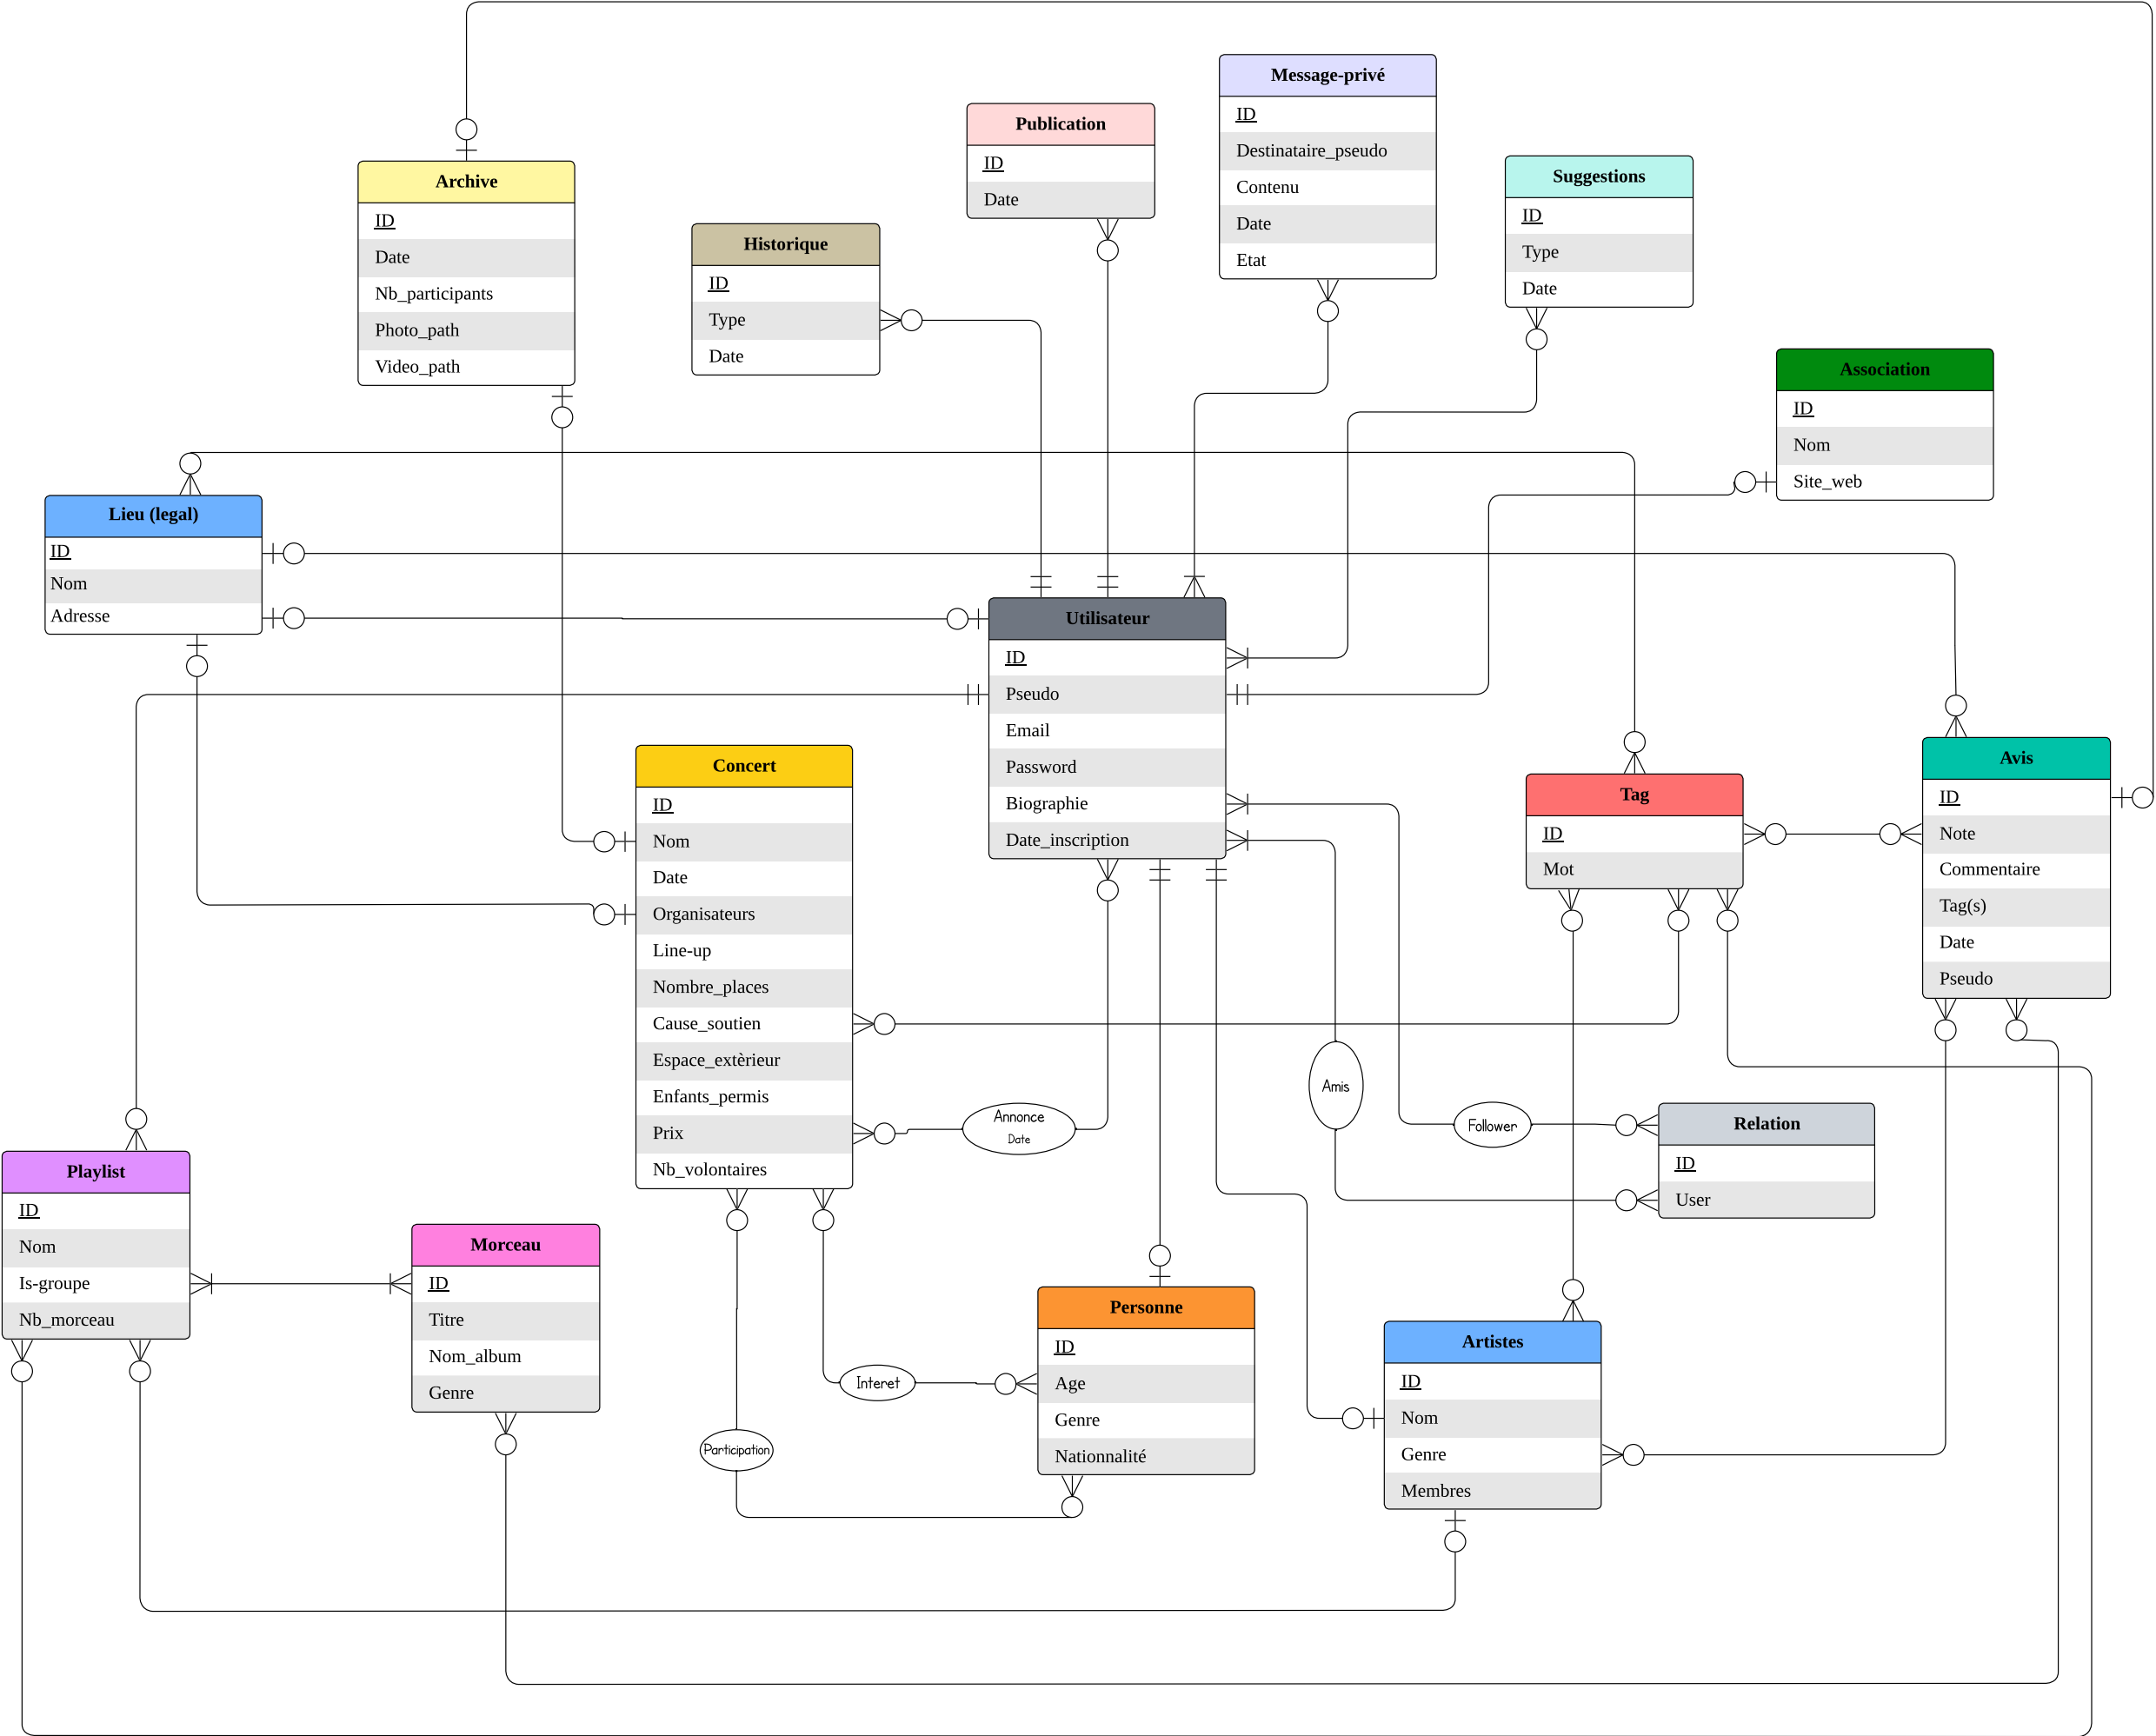 Message-privé
ID
Destinataire_pseudo
Contenu
Date
Etat
Publication
ID
Date
Suggestions
ID
Type
Date
Archive
ID
Date
Nb_participants
Photo_path
Video_path
Historique
ID
Type
Date
Association
ID
Nom
Site_web
Lieu (legal)
ID
Nom
Adresse
Utilisateur
ID
Pseudo
Email
Password
Biographie
Date_inscription
Concert
ID
Nom
Date
Organisateurs
Line-up
Nombre_places
Cause_soutien
Espace_extèrieur
Enfants_permis
Prix
Nb_volontaires
Tag
ID
Mot
Avis
ID
Note
Commentaire
Tag(s)
Date
Pseudo
Amis
Annonce
Date
Follower
Relation
ID
User
Playlist
ID
Nom
Is-groupe
Nb_morceau
Morceau
ID
Titre
Nom_album
Genre
Interet
Participation
Personne
ID
Age
Genre
Nationnalité
Artistes
ID
Nom
Genre
Membres